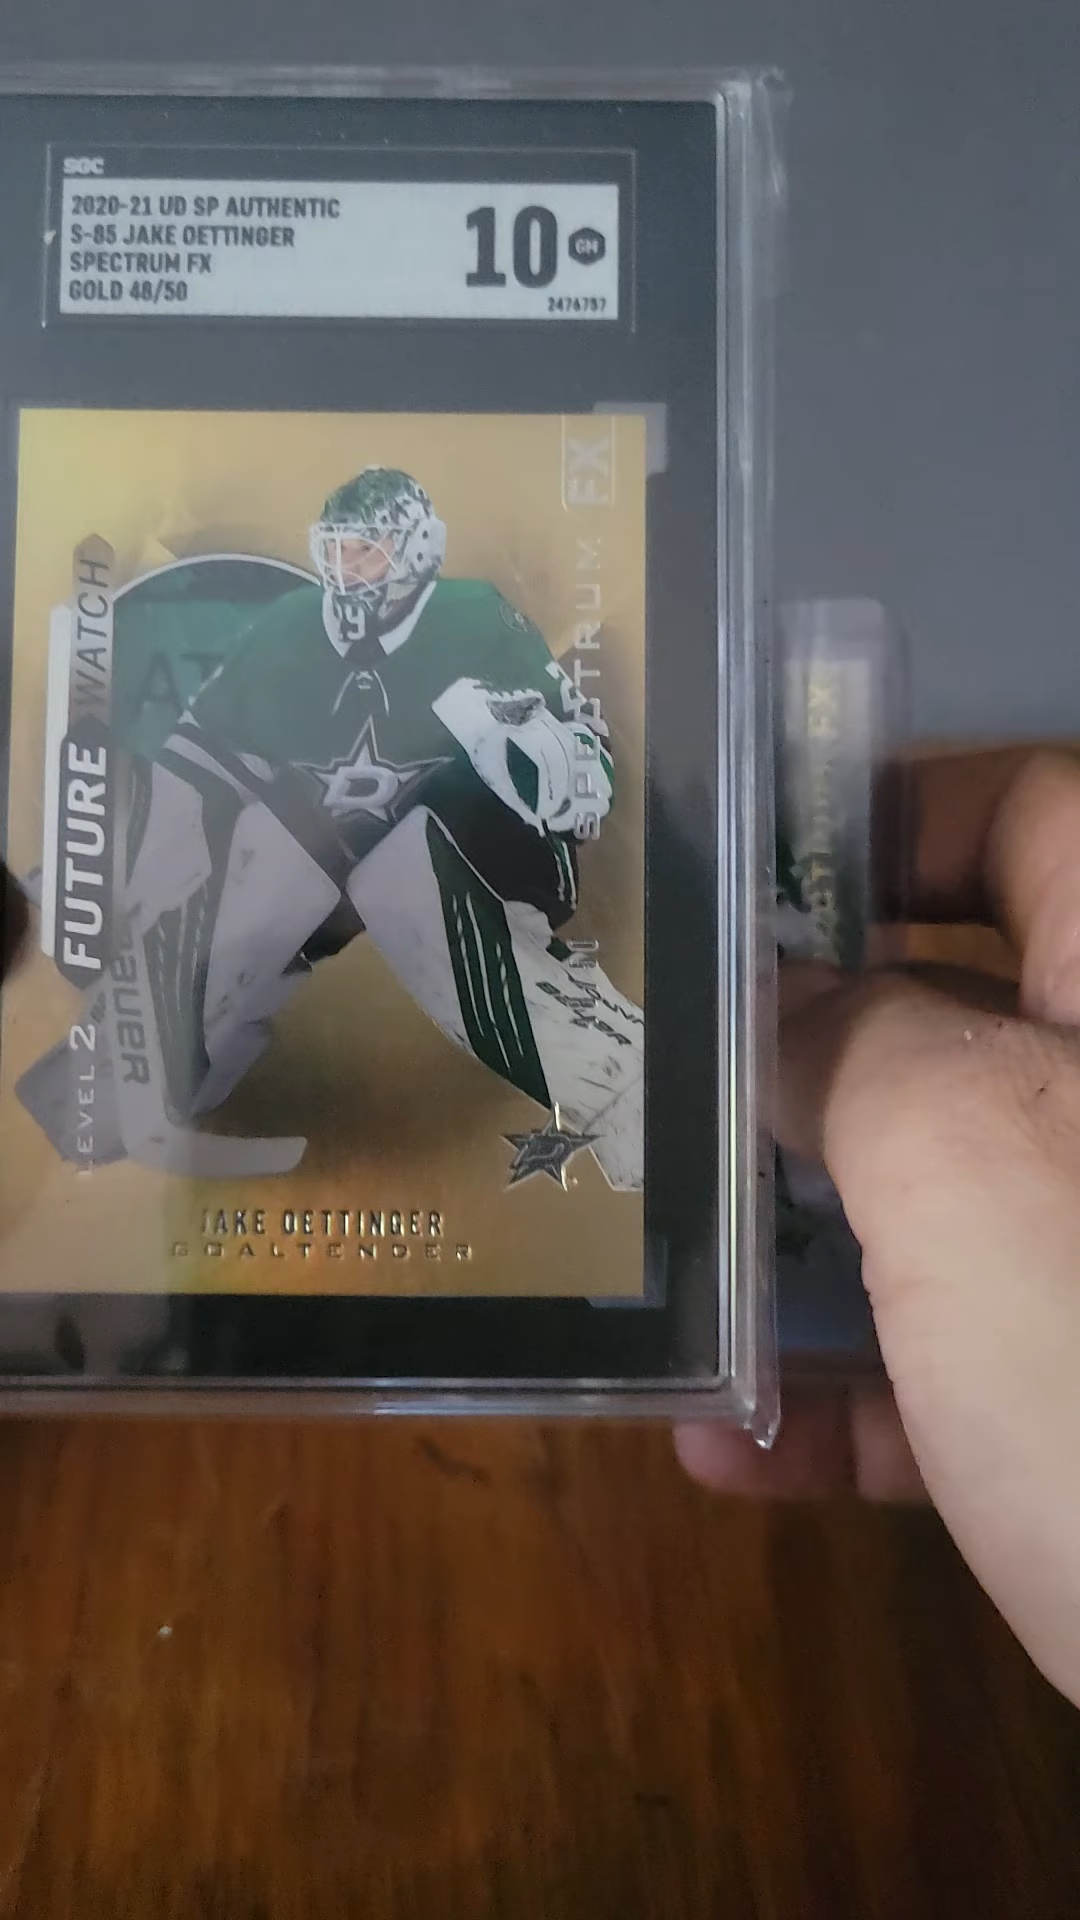 SGC
2020-21 UD SP AUTHENTIC
S-85 JAKE OETTINGER
SPECTRUM FX
GOLD 48/50
10
GM
2476757
SPECTRUM FX
LEVEL 2 FUTURE WATCH
BAUER
D
JAKE OETTINGER
GOALTENDER